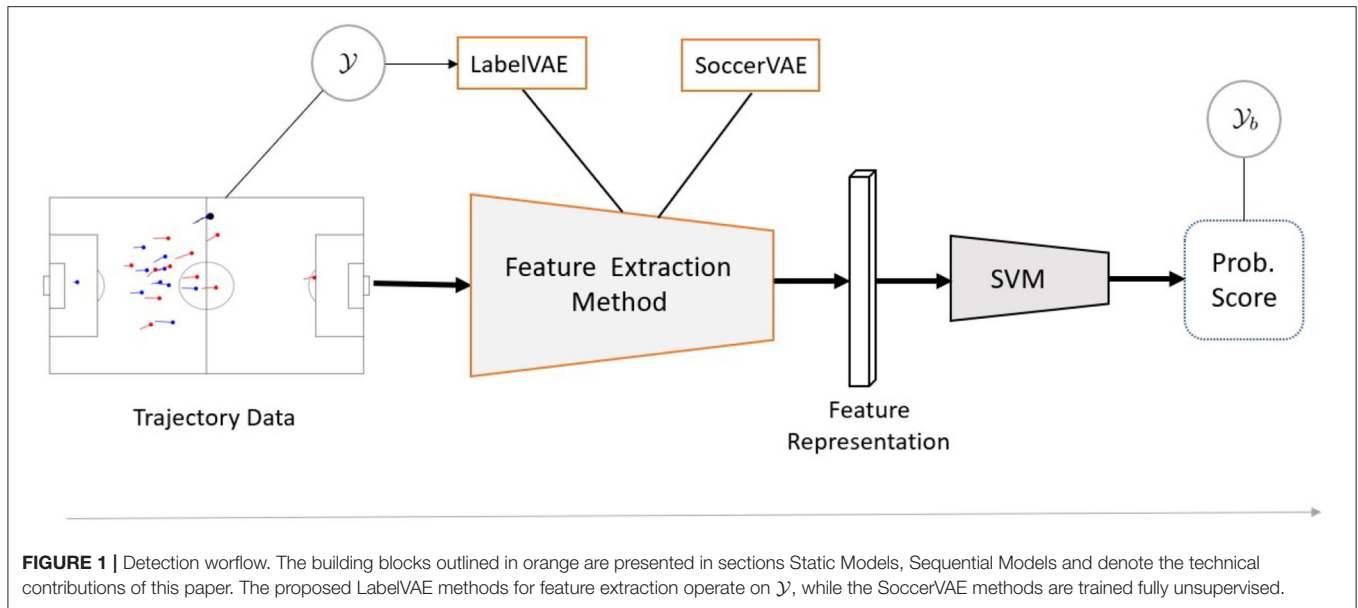 𝒴
LabelVAE
SoccerVAE
𝒴b
Feature Extraction
Method
SVM
Prob.
Score
Trajectory Data
Feature
Representation
FIGURE 1 | Detection worflow. The building blocks outlined in orange are presented in sections Static Models, Sequential Models and denote the technical
contributions of this paper. The proposed LabelVAE methods for feature extraction operate on 𝒴, while the SoccerVAE methods are trained fully unsupervised.